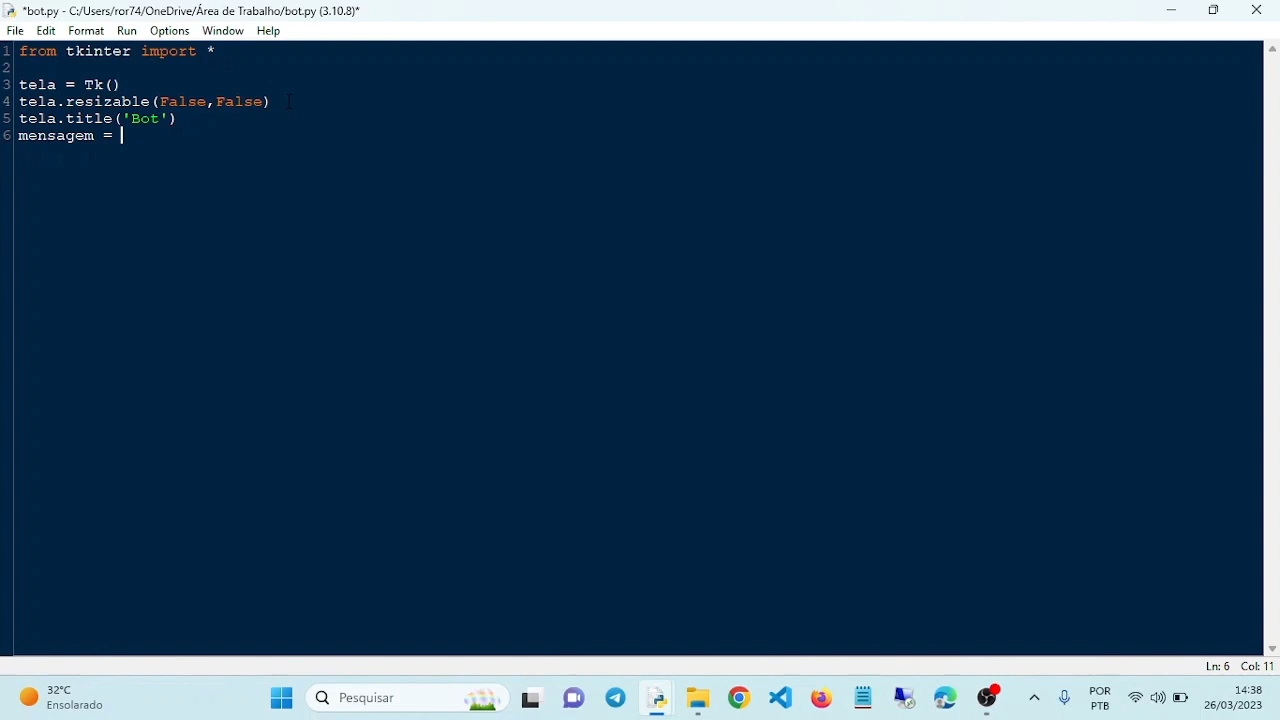 *bot.py - C:/Users/ror74/OneDrive/Área de Trabalho/bot.py (3.10.8)*
File Edit Format Run Options Window Help
1 from tkinter import *
2
3 tela = Tk()
4 tela.resizable(False,False)
5 tela.title('Bot')
6 mensagem =
Ln: 6 Col: 11
32°C
Ensolarado
Pesquisar
POR
PTB
14:38
26/03/2023